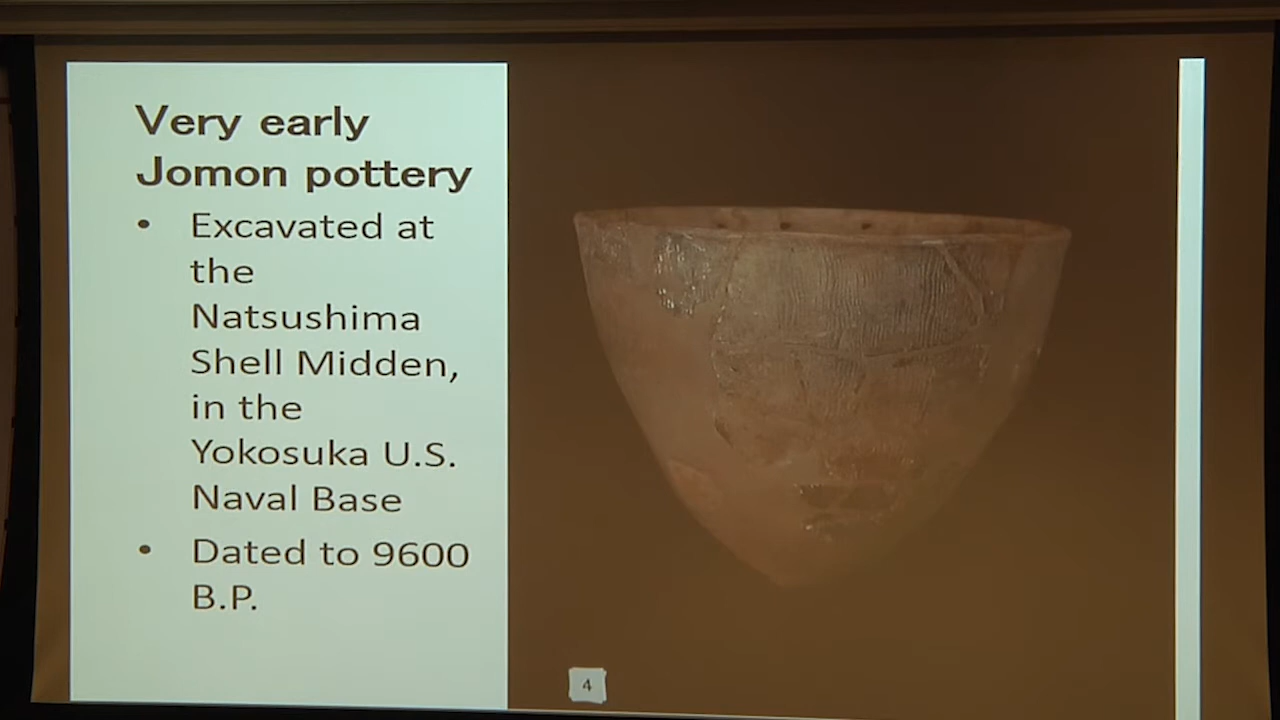 Very early
Jomon pottery
• Excavated at
the
Natsushima
Shell Midden,
in the
Yokosuka U.S.
Naval Base
• Dated to 9600
B.P.
4